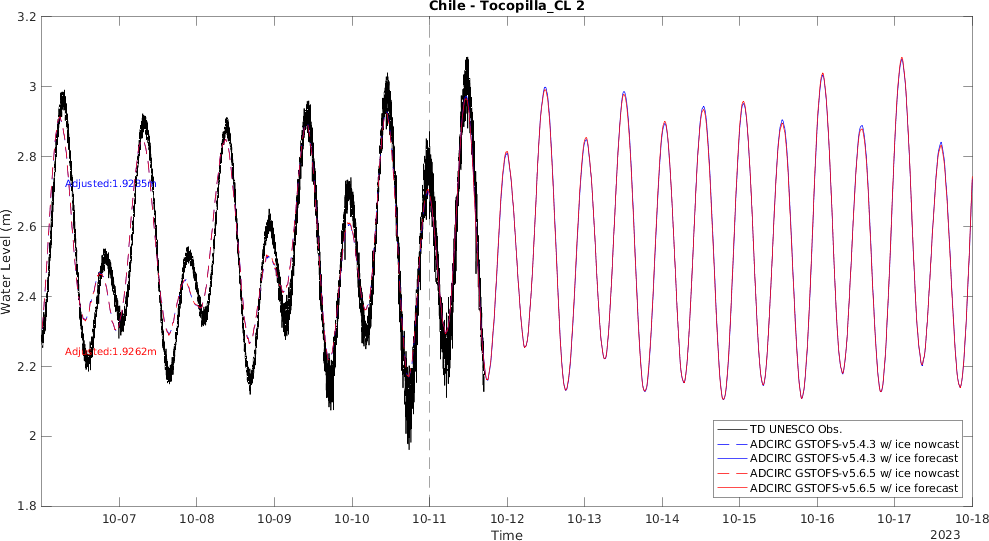 Chile - Tocopilla_CL 2
3.2
3
2.8
2.6
2.4
2.2
2
1.8
Water Level (m)
Adjusted:1.9285m
Adjusted:1.9262m
TD UNESCO Obs.
ADCIRC GSTOFS-v5.4.3 w/ ice nowcast
ADCIRC GSTOFS-v5.4.3 w/ ice forecast
ADCIRC GSTOFS-v5.6.5 w/ ice nowcast
ADCIRC GSTOFS-v5.6.5 w/ ice forecast
10-07 10-08 10-09 10-10 10-11 10-12 10-13 10-14 10-15 10-16 10-17 10-18
Time
2023